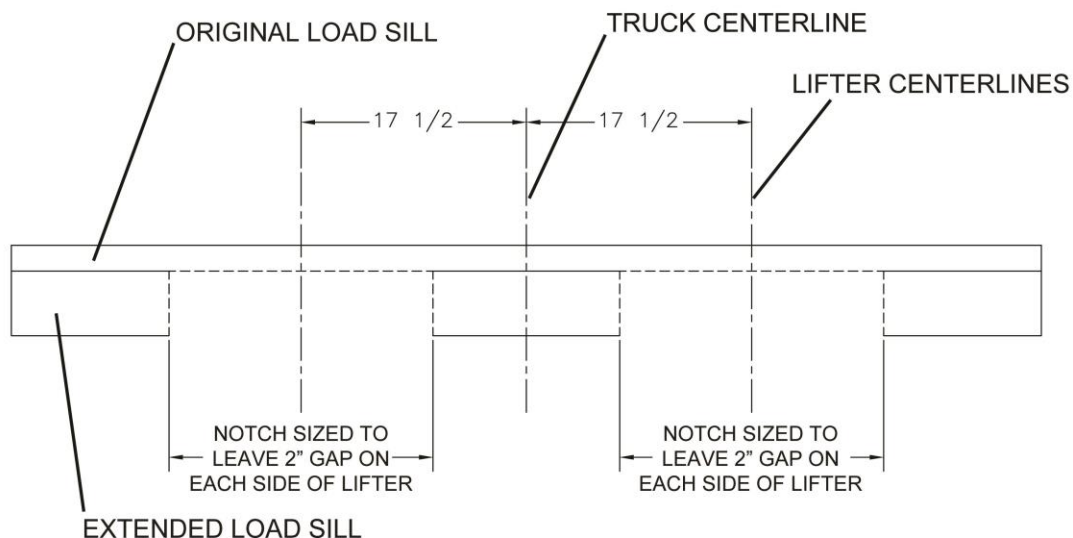 TRUCK CENTERLINE
ORIGINAL LOAD SILL
LIFTER CENTERLINES
17 1/2
17 1/2
NOTCH SIZED TO
LEAVE 2” GAP ON
EACH SIDE OF LIFTER
NOTCH SIZED TO
LEAVE 2” GAP ON
EACH SIDE OF LIFTER
EXTENDED LOAD SILL